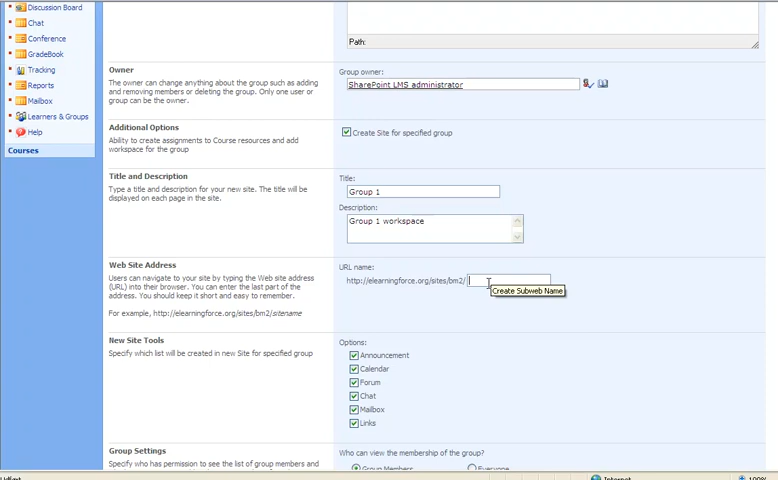 Discussion Board
Chat
Conference
GradeBook
Tracking
Reports
Mailbox
Learners & Groups
Help
Courses
Path:
Owner
The owner can change anything about the group such as adding
and removing members or deleting the group. Only one user or
group can be the owner.
Group owner:
SharePoint LMS administrator
Additional Options
Ability to create assignments to Course resources and add
workspace for the group
Create Site for specified group
Title and Description
Type a title and description for your new site. The title will be
displayed on each page in the site.
Title:
Group 1
Description:
Group 1 workspace
Web Site Address
Users can navigate to your site by typing the Web site address
(URL) into their browser. You can enter the last part of the
address. You should keep it short and easy to remember.
For example, http://elearningforce.org/sites/bm2/sitename
URL name:
http://elearningforce.org/sites/bm2/
Create Subweb Name
New Site Tools
Specify which list will be created in new Site for specified group
Options:
Announcement
Calendar
Forum
Chat
Mailbox
Links
Group Settings
Specify who has permission to see the list of group members and
Who can view the membership of the group?
Group Members
Everyone
Internet
100%